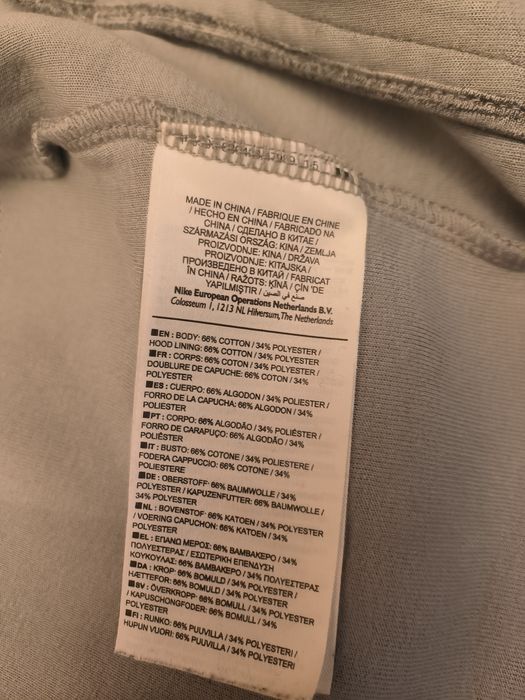 MADE IN CHINA / FABRIQUE EN CHINE
/ HECHO EN CHINA / FABRICADO NA
CHINA / СДЕЛАНО В КИТАЕ /
SZÁRMAZÁSI ORSZÁG: KINA / ZEMLJA
PROIZVODNJE: KINA / DRŽAVA
PROIZVODNJE: KITAJSKA /
ПРОИЗВЕДЕНО В КИТАЙ / FABRICAT
ÎN CHINA / RAŽOTS: ĶĪNĀ / ÇİN 'DE
YAPILMIŞTIR / صنع في الصين
Nike European Operations Netherlands B.V.
Colosseum 1, 1213 NL Hilversum, The Netherlands
■EN : BODY: 66% COTTON / 34% POLYESTER /
HOOD LINING: 66% COTTON / 34% POLYESTER
■FR : CORPS: 66% COTON / 34% POLYESTER /
DOUBLURE DE CAPUCHE: 66% COTON / 34%
POLYESTER
■ES : CUERPO: 66% ALGODON / 34% POLIESTER /
FORRO DE LA CAPUCHA: 66% ALGODON / 34%
POLIESTER
■PT : CORPO: 66% ALGODÃO / 34% POLIÉSTER /
FORRO DE CARAPUÇO: 66% ALGODÃO / 34%
POLIÉSTER
■IT : BUSTO: 66% COTONE / 34% POLIESTERE /
FODERA CAPPUCCIO: 66% COTONE / 34%
POLIESTERE
■DE : OBERSTOFF: 66% BAUMWOLLE / 34%
POLYESTER / KAPUZENFUTTER: 66% BAUMWOLLE /
34% POLYESTER
■NL : BOVENSTOF: 66% KATOEN / 34% POLYESTER
/ VOERING CAPUCHON: 66% KATOEN / 34%
POLYESTER
■EL : ΕΠΑΝΩ ΜΕΡΟΣ: 66% ΒΑΜΒΑΚΕΡΟ / 34%
ΠΟΛΥΕΣΤΕΡΑΣ / ΕΣΩΤΕΡΙΚΗ ΕΠΕΝΔΥΣΗ
ΚΟΥΚΟΥΛΑΣ: 66% ΒΑΜΒΑΚΕΡΟ / 34% ΠΟΛΥΕΣΤΕΡΑΣ
■DA : KROP: 66% BOMULD / 34% POLYESTER /
HÆTTEFOR: 66% BOMULD / 34% POLYESTER
■SV : ÖVERKROPP: 66% BOMULL / 34% POLYESTER
/ KAPUSCHONGFODER: 66% BOMULL / 34%
POLYESTER
■FI : RUNKO: 66% PUUVILLA / 34% POLYESTERI /
HUPUN VUORI: 66% PUUVILLA / 34% POLYESTERI